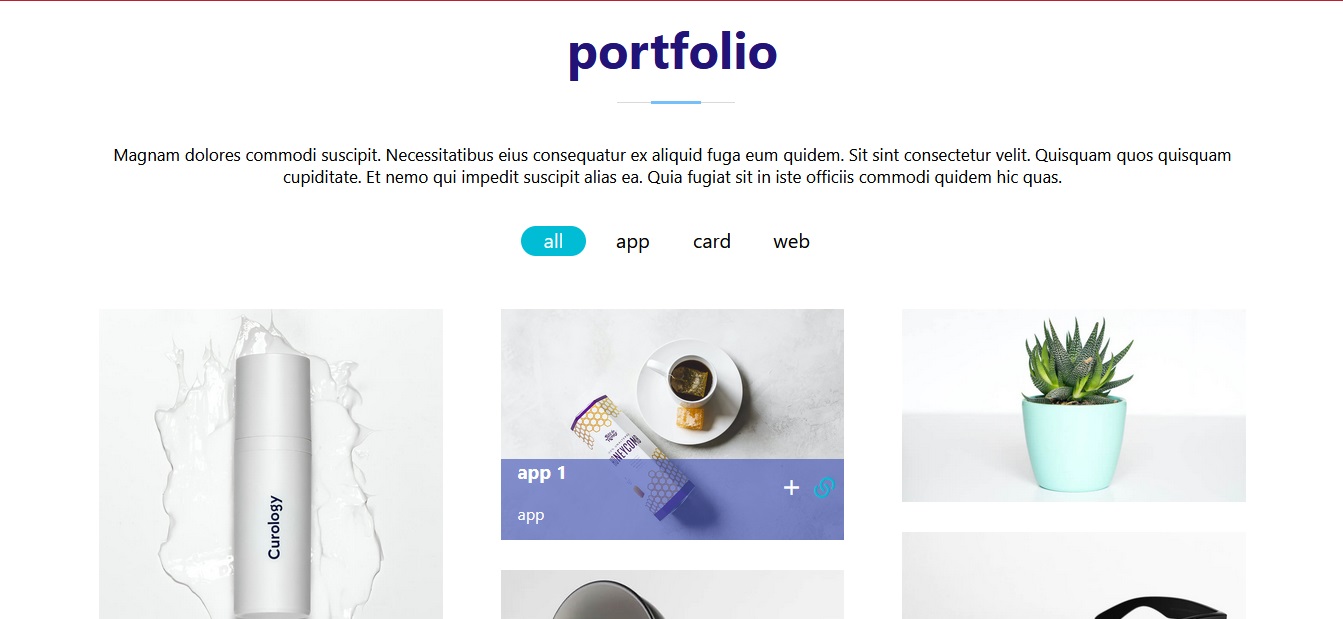 portfolio
Magnam dolores commodi suscipit. Necessitatibus eius consequatur ex aliquid fuga eum quidem. Sit sint consectetur velit. Quisquam quos quisquam
cupiditate. Et nemo qui impedit suscipit alias ea. Quia fugiat sit in iste officiis commodi quidem hic quas.
all app card web
Curology
HONEYCOMB
app 1
app